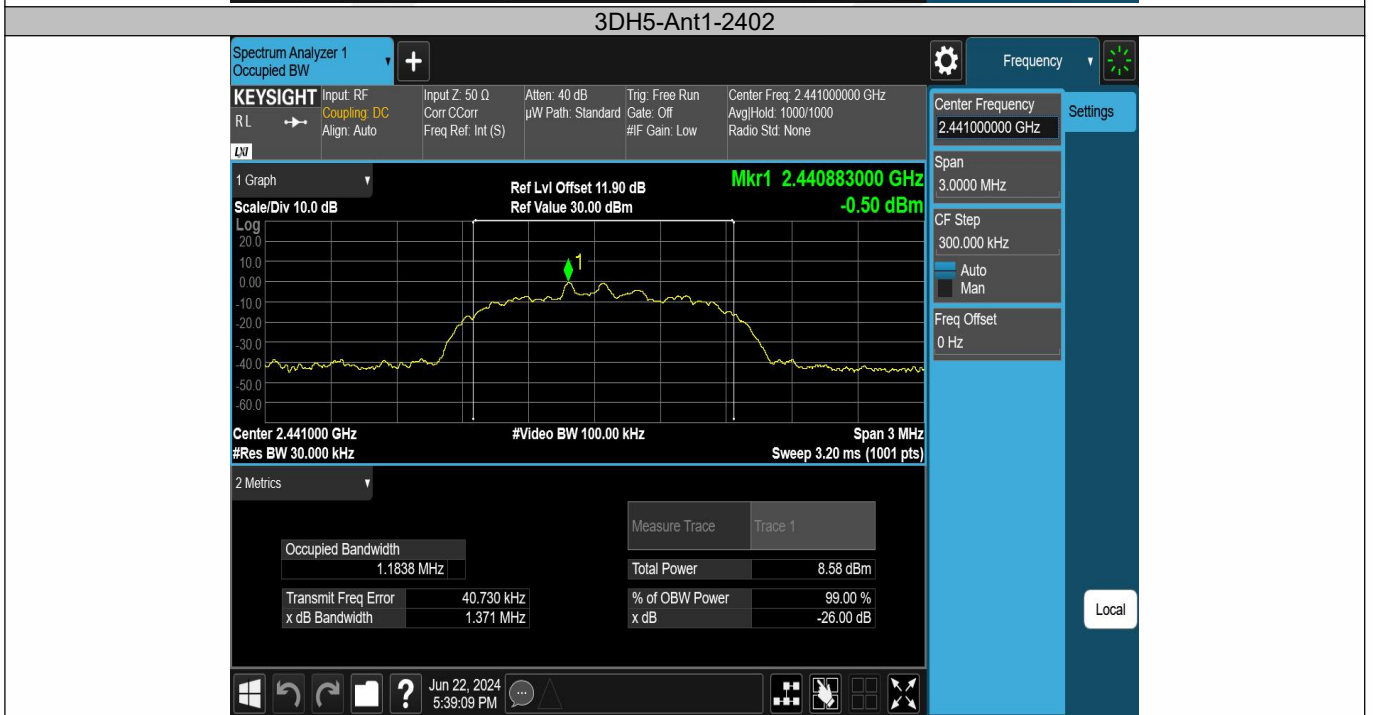 3DH5-Ant1-2402
Spectrum Analyzer 1
Occupied BW
Frequency
KEYSIGHT
R L
LXI
Input: RF
Coupling: DC
Align: Auto
Input Z: 50 Ω
Corr CCorr
Freq Ref: Int (S)
Atten: 40 dB
µW Path: Standard
Trig: Free Run
Gate: Off
#IF Gain: Low
Center Freq: 2.441000000 GHz
Avg|Hold: 1000/1000
Radio Std: None
Center Frequency
2.441000000 GHz
Settings
Span
3.0000 MHz
CF Step
300.000 kHz
Auto
Man
Freq Offset
0 Hz
Local
1 Graph
Ref Lvl Offset 11.90 dB
Mkr1 2.440883000 GHz
Scale/Div 10.0 dB
Ref Value 30.00 dBm
-0.50 dBm
Log
20.0
10.0
0.00
-10.0
-20.0
-30.0
-40.0
-50.0
-60.0
1
Center 2.441000 GHz
#Video BW 100.00 kHz
Span 3 MHz
#Res BW 30.000 kHz
Sweep 3.20 ms (1001 pts)
2 Metrics
Measure Trace
Trace 1
Occupied Bandwidth
1.1838 MHz
Total Power
8.58 dBm
Transmit Freq Error
40.730 kHz
% of OBW Power
99.00 %
x dB Bandwidth
1.371 MHz
x dB
-26.00 dB
?
Jun 22, 2024
5:39:09 PM